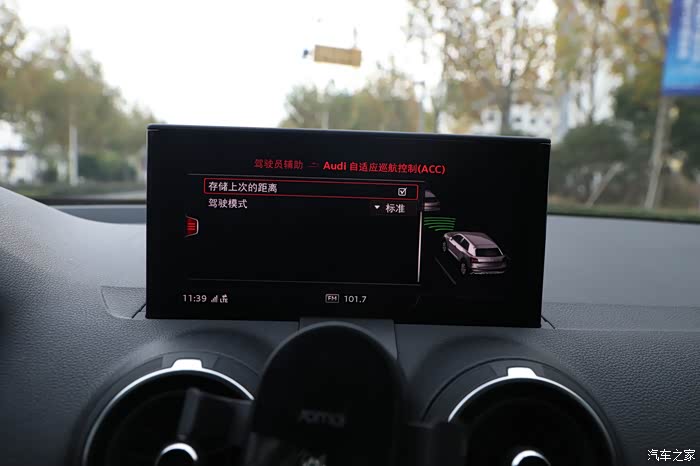 驾驶员辅助 Audi 自适应巡航控制(ACC)
存储上次的距离
驾驶模式 标准
11:39 LTE FM 101.7
汽车之家